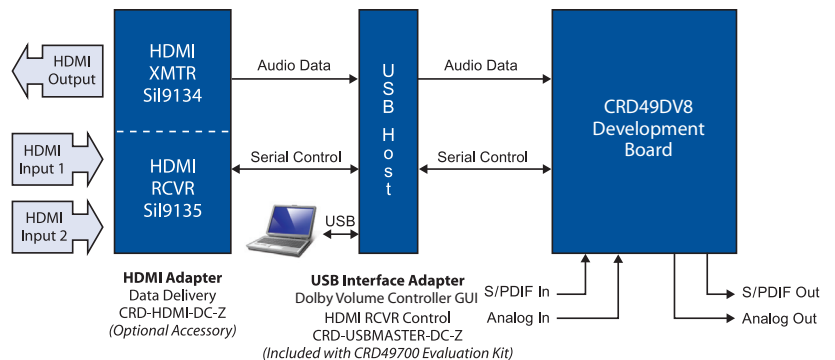 HDMI
Output
HDMI
Input 1
HDMI
Input 2
HDMI
XMTR
SiI9134
HDMI
RCVR
SiI9135
Audio Data
Serial Control
USB
USB Host
Audio Data
Serial Control
CRD49DV8
Development
Board
HDMI Adapter
Data Delivery
CRD-HDMI-DC-Z
(Optional Accessory)
USB Interface Adapter
Dolby Volume Controller GUI
HDMI RCVR Control
CRD-USBMASTER-DC-Z
(Included with CRD49700 Evaluation Kit)
S/PDIF In
Analog In
S/PDIF Out
Analog Out